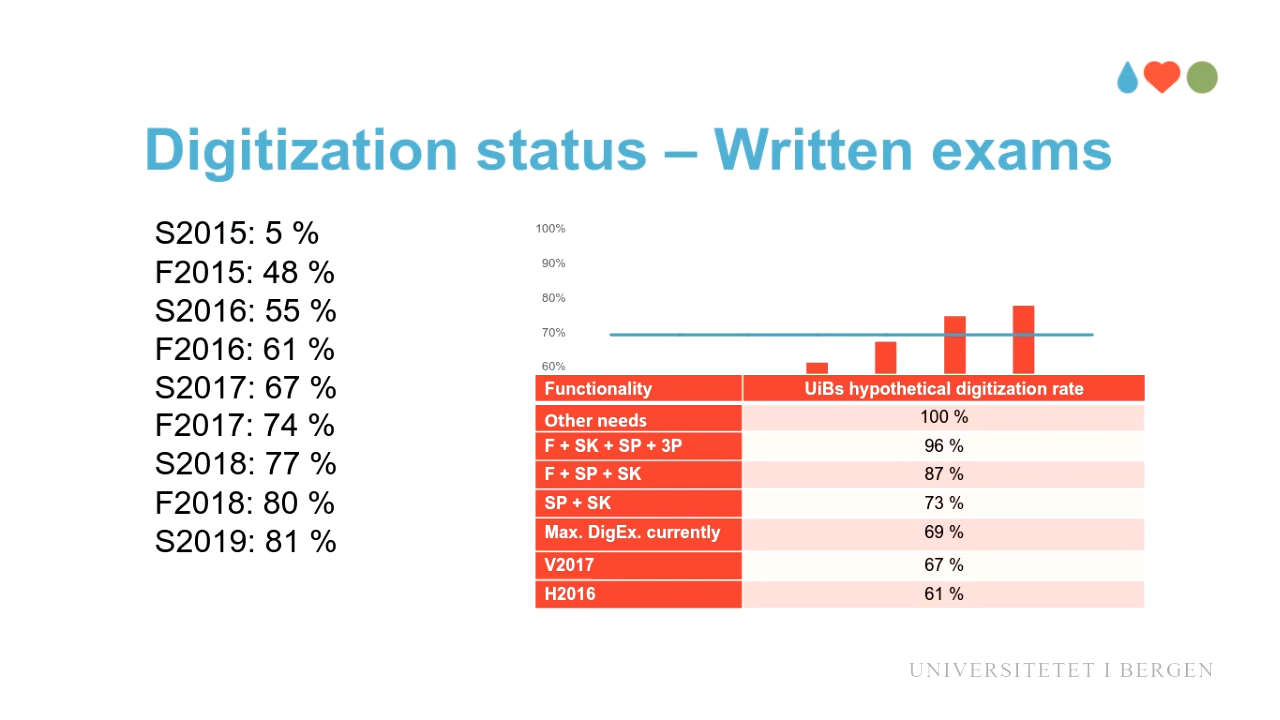 Digitization status – Written exams
S2015: 5 %
F2015: 48 %
S2016: 55 %
F2016: 61 %
S2017: 67 %
F2017: 74 %
S2018: 77 %
F2018: 80 %
S2019: 81 %
100%
90%
80%
70%
60%
Functionality UiBs hypothetical digitization rate
Other needs 100 %
F + SK + SP + 3P 96 %
F + SP + SK 87 %
SP + SK 73 %
Max. DigEx. currently 69 %
V2017 67 %
H2016 61 %
UNIVERSITETET I BERGEN